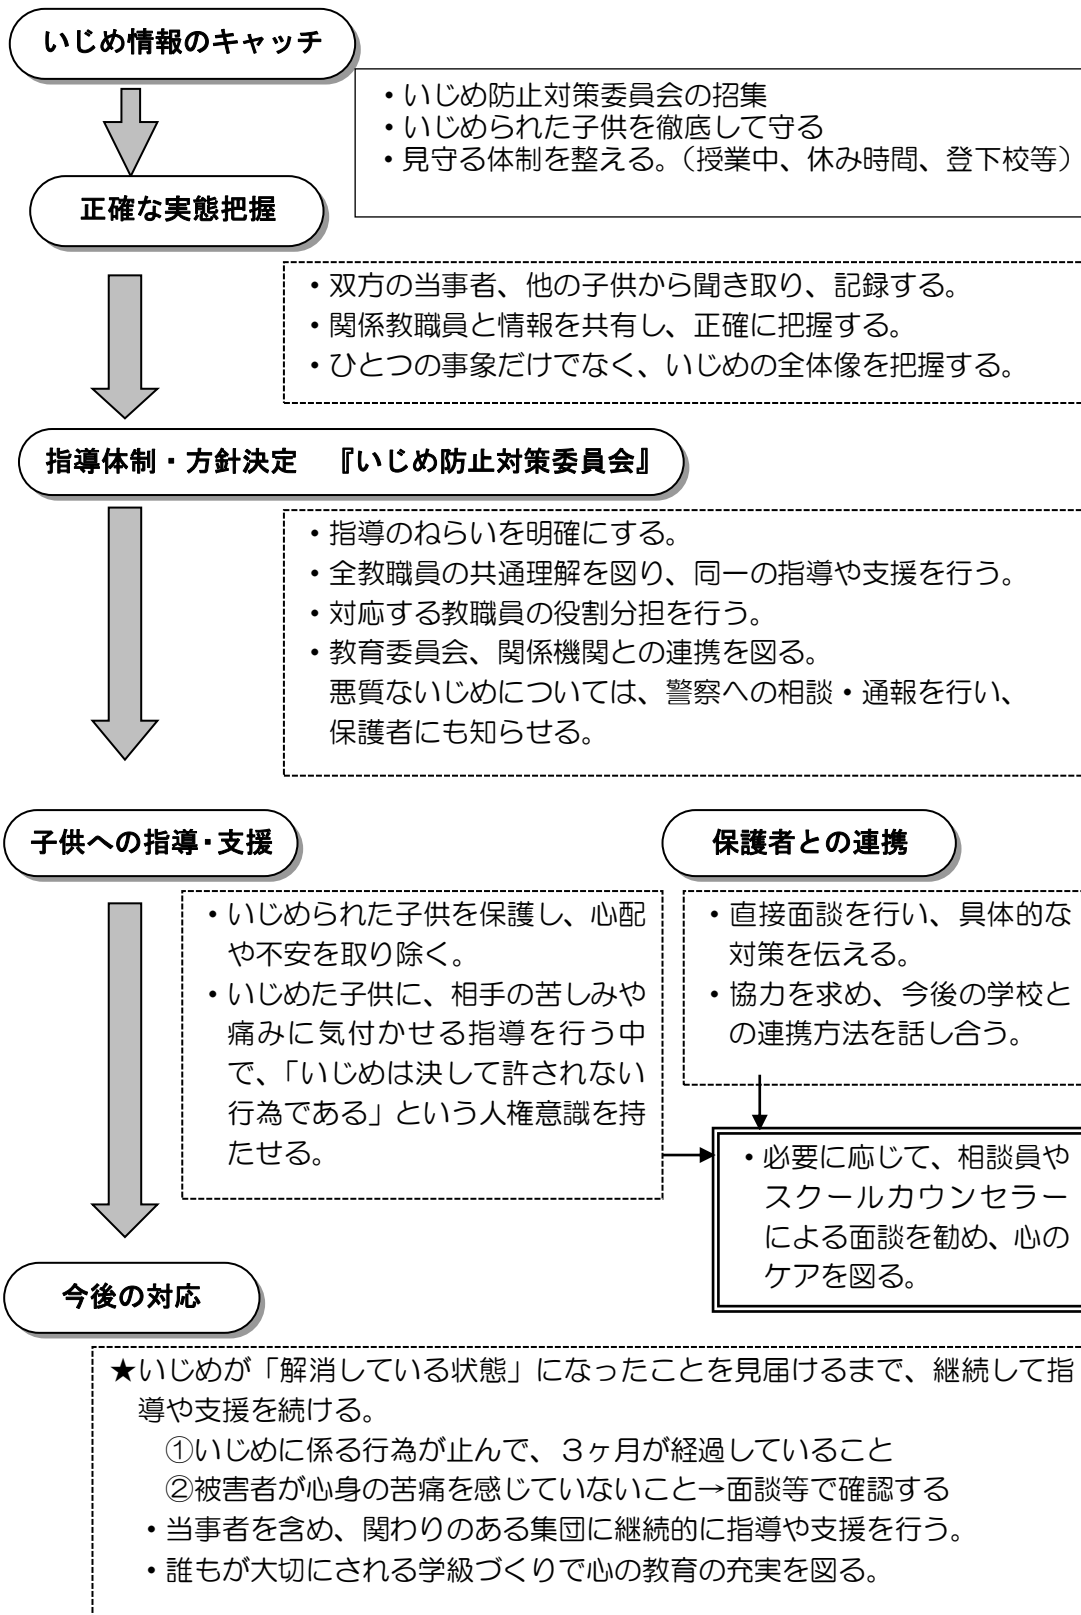 いじめ情報のキャッチ
・いじめ防止対策委員会の招集
・いじめられた子供を徹底して守る
・見守る体制を整える。（授業中、休み時間、登下校等）
正確な実態把握
・双方の当事者、他の子供から聞き取り、記録する。
・関係教職員と情報を共有し、正確に把握する。
・ひとつの事象だけでなく、いじめの全体像を把握する。
指導体制・方針決定　『いじめ防止対策委員会』
・指導のねらいを明確にする。
・全教職員の共通理解を図り、同一の指導や支援を行う。
・対応する教職員の役割分担を行う。
・教育委員会、関係機関との連携を図る。
悪質ないじめについては、警察への相談・通報を行い、
保護者にも知らせる。
子供への指導・支援
・いじめられた子供を保護し、心配
や不安を取り除く。
・いじめた子供に、相手の苦しみや
痛みに気付かせる指導を行う中
で、「いじめは決して許されない
行為である」という人権意識を持
たせる。
保護者との連携
・直接面談を行い、具体的な
対策を伝える。
・協力を求め、今後の学校と
の連携方法を話し合う。
・必要に応じて、相談員や
スクールカウンセラー
による面談を勧め、心の
ケアを図る。
今後の対応
★いじめが「解消している状態」になったことを見届けるまで、継続して指
導や支援を続ける。
①いじめに係る行為が止んで、３ヶ月が経過していること
②被害者が心身の苦痛を感じていないこと→面談等で確認する
・当事者を含め、関わりのある集団に継続的に指導や支援を行う。
・誰もが大切にされる学級づくりで心の教育の充実を図る。